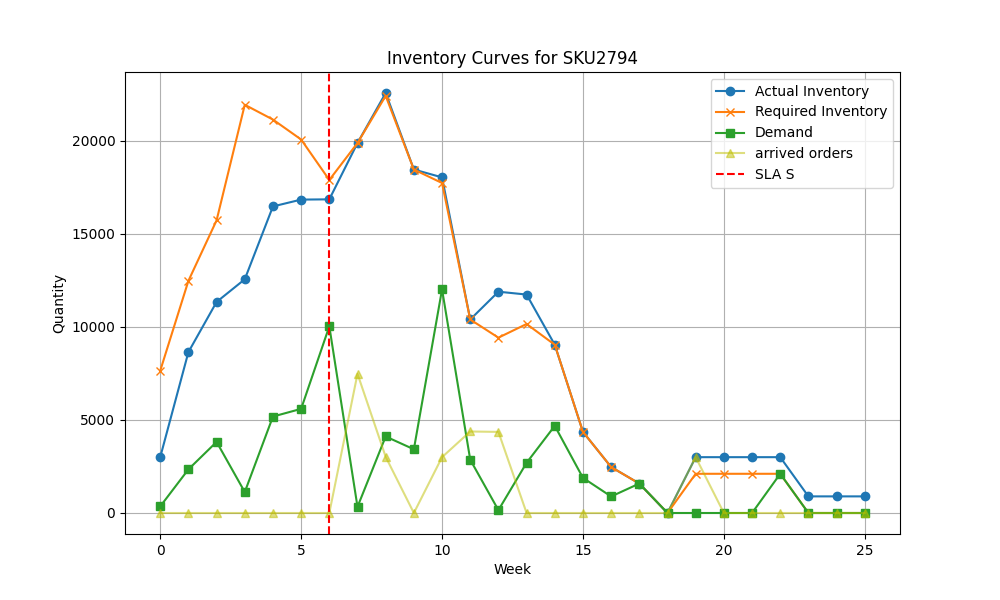 Inventory Curves for SKU2794
Actual Inventory
Required Inventory
Demand
arrived orders
SLA S
Quantity
20000
15000
10000
5000
0
0 5 10 15 20 25
Week